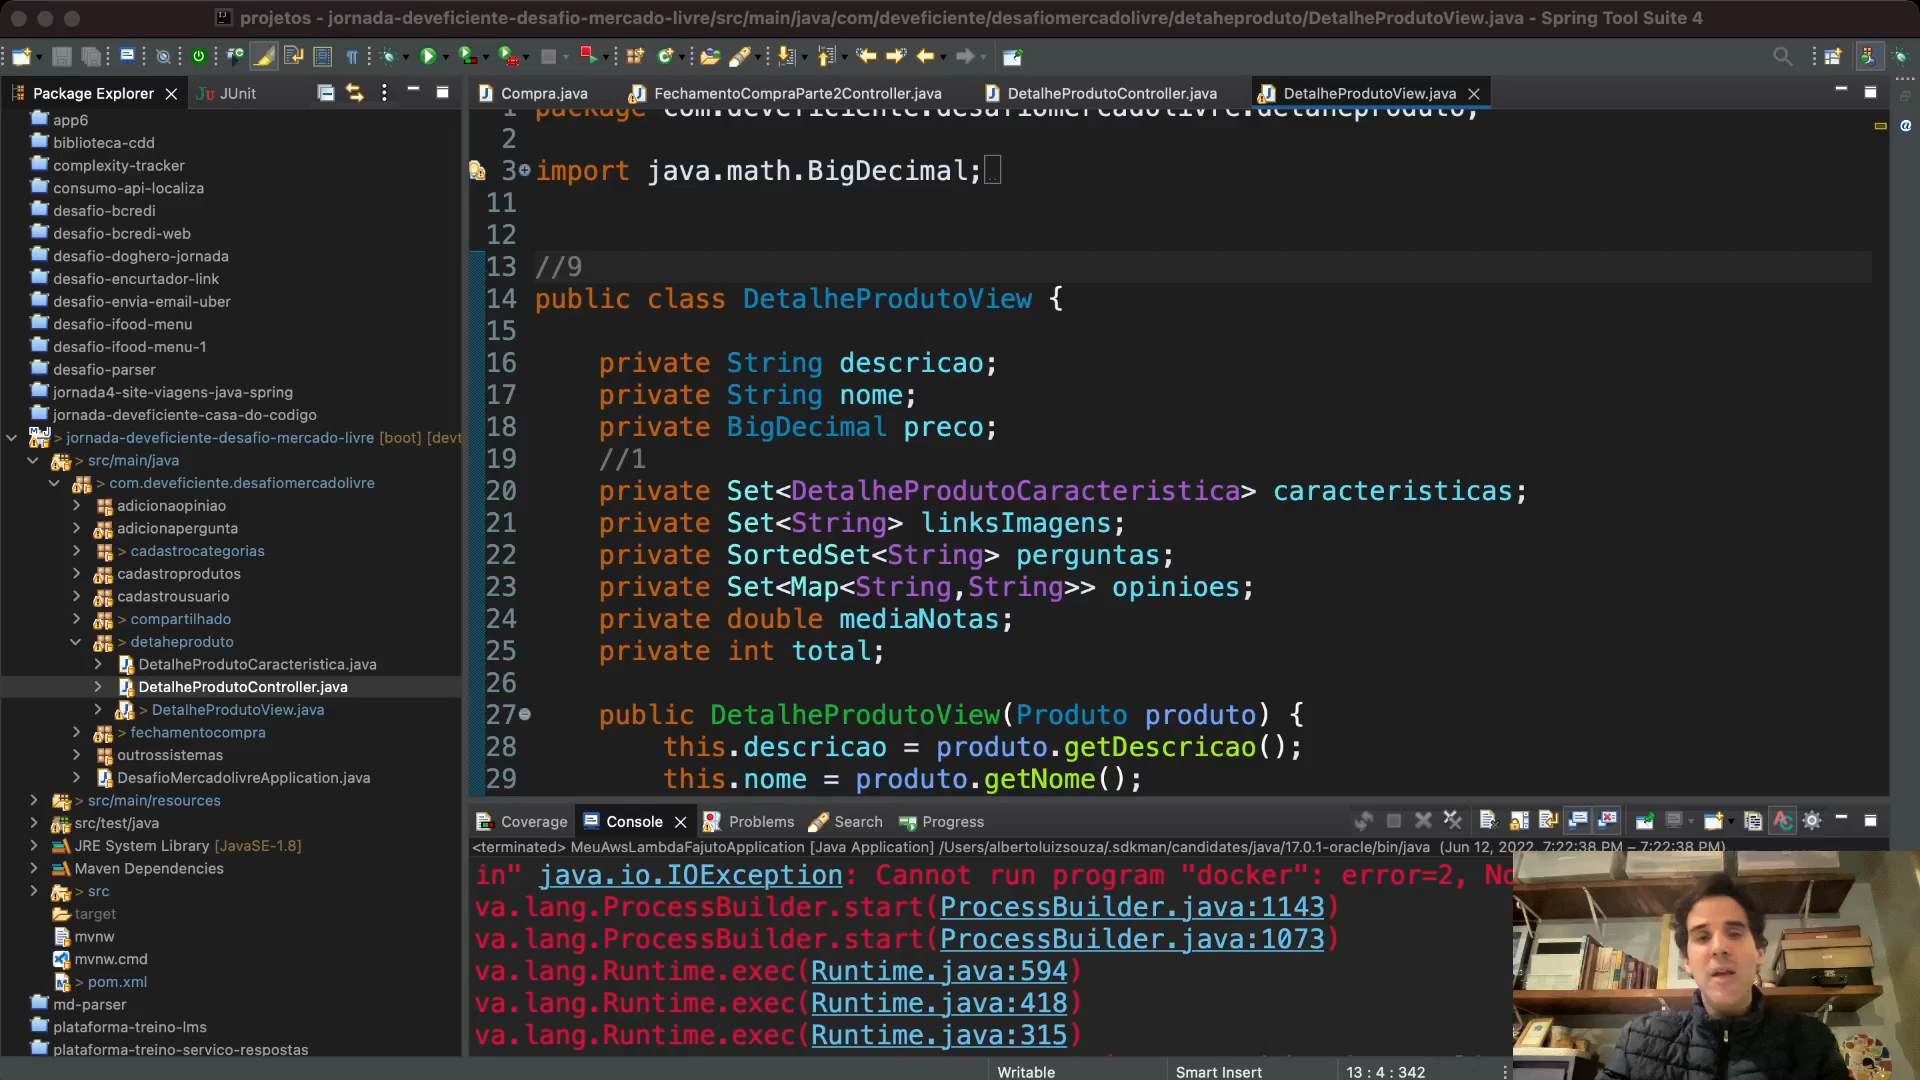 projetos - jornada-deveficiente-desafio-mercado-livre/src/main/java/com/deveficiente/desafiomercadolivre/detaheproduto/DetalheProdutoView.java - Spring Tool Suite 4
Package Explorer
JUnit
app6
biblioteca-cdd
complexity-tracker
consumo-api-localiza
desafio-bcredi
desafio-bcredi-web
desafio-doghero-jornada
desafio-encurtador-link
desafio-envia-email-uber
desafio-ifood-menu
desafio-ifood-menu-1
desafio-parser
jornada4-site-viagens-java-spring
jornada-deveficiente-casa-do-codigo
> jornada-deveficiente-desafio-mercado-livre [boot] [devt
> src/main/java
> com.deveficiente.desafiomercadolivre
adicionaopiniao
adicionapergunta
> cadastrocategorias
cadastroprodutos
cadastrousuario
> compartilhado
> detaheproduto
DetalheProdutoCaracteristica.java
DetalheProdutoController.java
> DetalheProdutoView.java
> fechamentocompra
outrossistemas
DesafioMercadolivreApplication.java
> src/main/resources
src/test/java
JRE System Library [JavaSE-1.8]
Maven Dependencies
> src
target
mvnw
mvnw.cmd
> pom.xml
md-parser
plataforma-treino-lms
plataforma-treino-servico-respostas
Compra.java
FechamentoCompraParte2Controller.java
DetalheProdutoController.java
DetalheProdutoView.java
1 package com.deveficiente.desafiomercadolivre.detaheproduto;
2
3 import java.math.BigDecimal;
11
12
13 //9
14 public class DetalheProdutoView {
15
16 private String descricao;
17 private String nome;
18 private BigDecimal preco;
19 //1
20 private Set<DetalheProdutoCaracteristica> caracteristicas;
21 private Set<String> linksImagens;
22 private SortedSet<String> perguntas;
23 private Set<Map<String,String>> opinioes;
24 private double mediaNotas;
25 private int total;
26
27 public DetalheProdutoView(Produto produto) {
28 this.descricao = produto.getDescricao();
29 this.nome = produto.getNome();
Coverage
Console
Problems
Search
Progress
<terminated> MeuAwsLambdaFajutoApplication [Java Application] /Users/albertoluizsouza/.sdkman/candidates/java/17.0.1-oracle/bin/java (Jun 12, 2022, 7:22:38 PM – 7:22:38 PM)
in" java.io.IOException: Cannot run program "docker": error=2, No
va.lang.ProcessBuilder.start(ProcessBuilder.java:1143)
va.lang.ProcessBuilder.start(ProcessBuilder.java:1073)
va.lang.Runtime.exec(Runtime.java:594)
va.lang.Runtime.exec(Runtime.java:418)
va.lang.Runtime.exec(Runtime.java:315)
Writable
Smart Insert
13 : 4 : 342